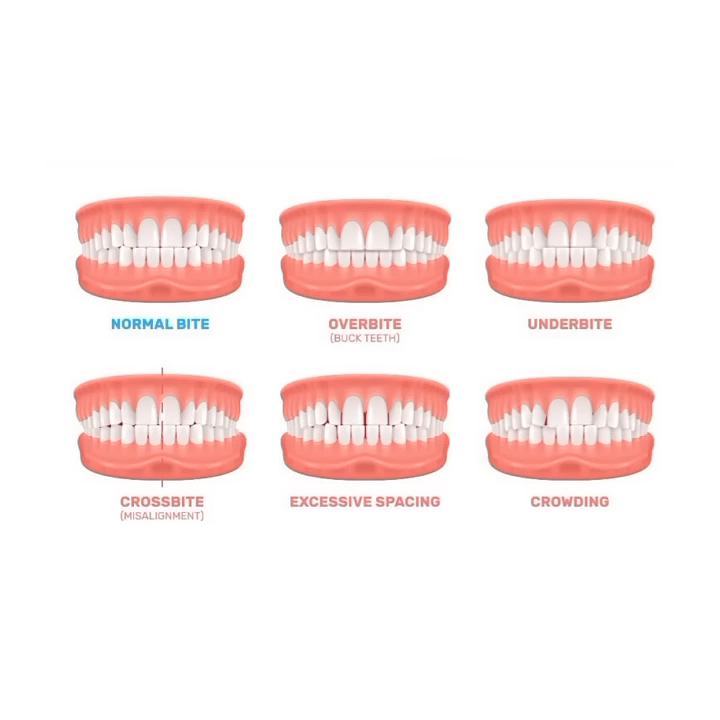 NORMAL BITE
OVERBITE
(BUCK TEETH)
UNDERBITE
CROSSBITE
(MISALIGNMENT)
EXCESSIVE SPACING
CROWDING